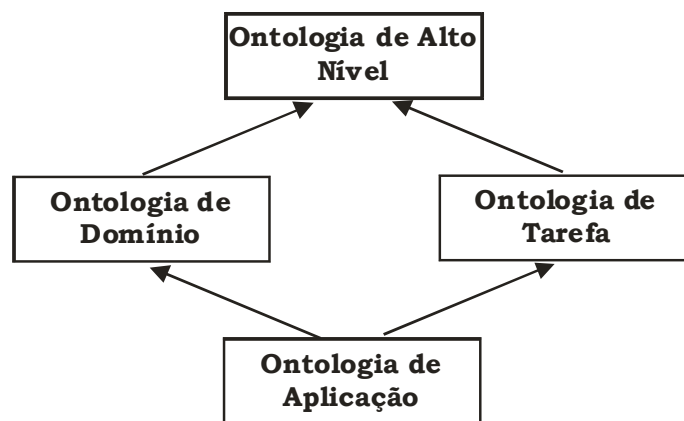 Ontologia de Alto
Nível
Ontologia de
Domínio
Ontologia de
Tarefa
Ontologia de
Aplicação